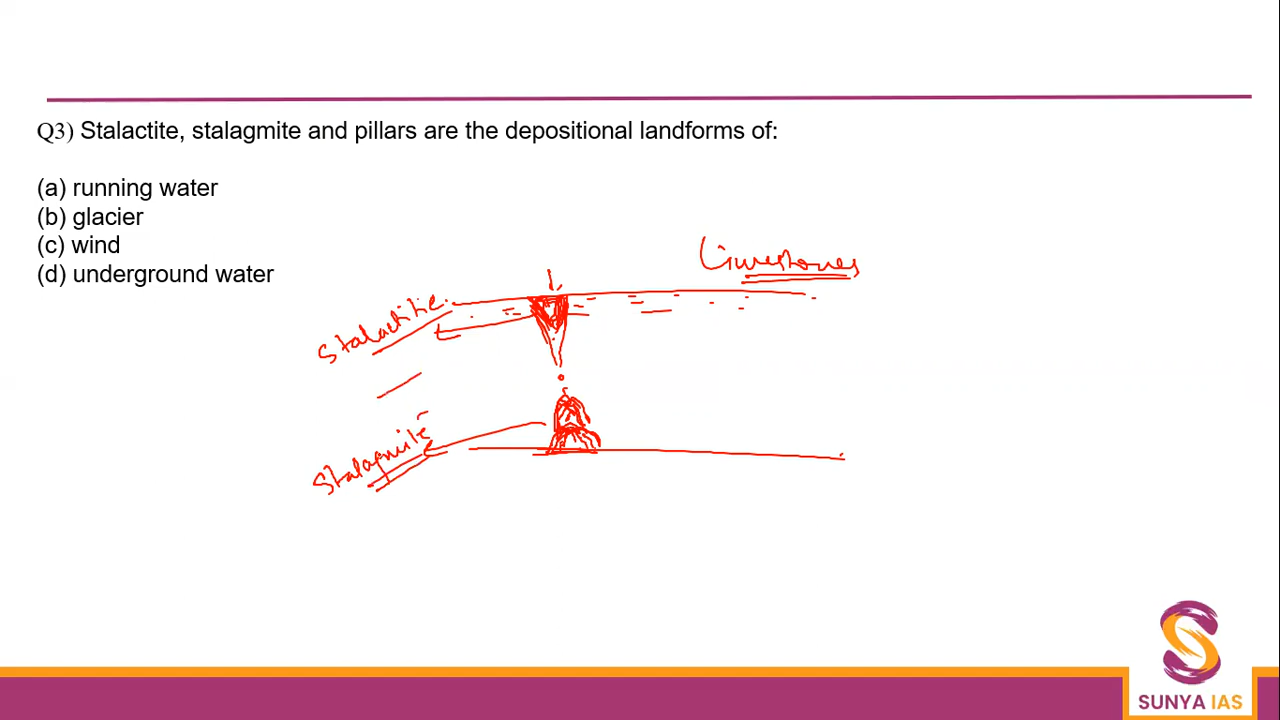 Q3) Stalactite, stalagmite and pillars are the depositional landforms of:
(a) running water
(b) glacier
(c) wind
(d) underground water
Limestones
Stalactitie
Stalagmite
SUNYA IAS